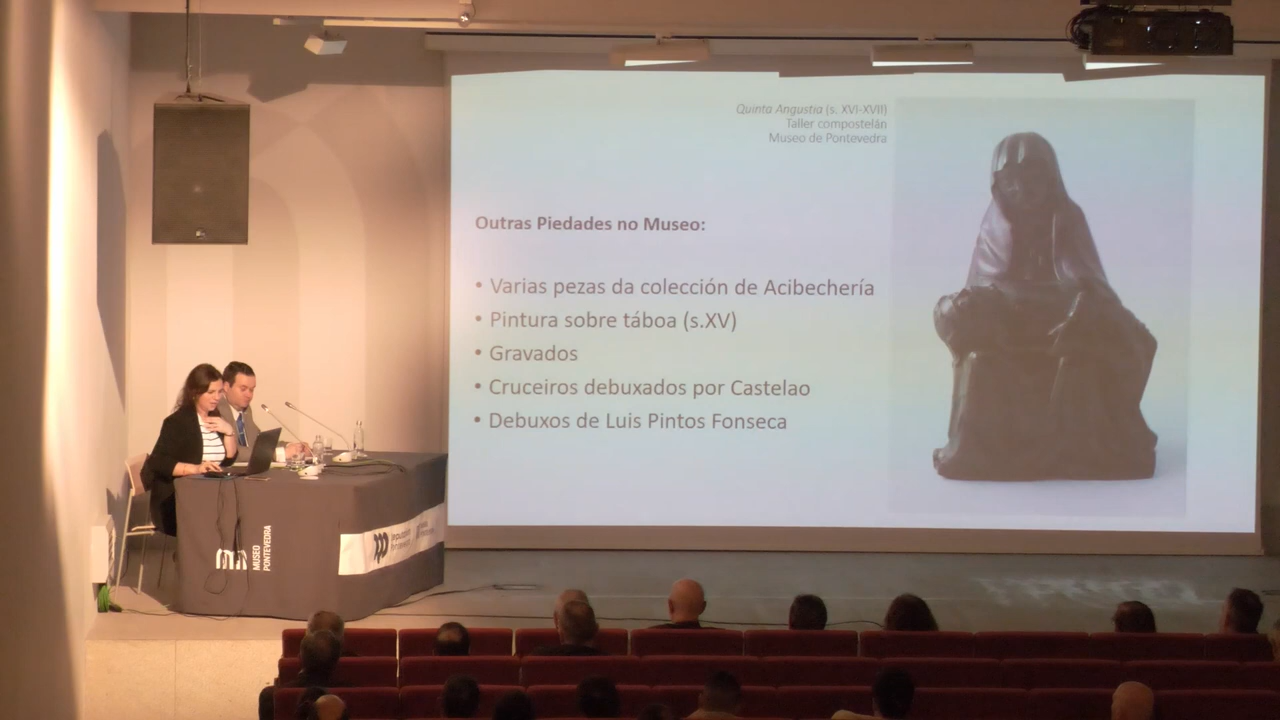 Quinta Angustia (s. XVI-XVII)
Taller compostelán
Museo de Pontevedra
Outras Piedades no Museo:
• Varias pezas da colección de Acibechería
• Pintura sobre táboa (s.XV)
• Gravados
• Cruceiros debuxados por Castelao
• Debuxos de Luis Pintos Fonseca
MUSEO
PONTEVEDRA